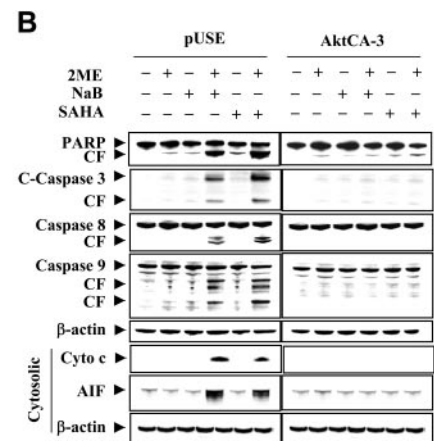 B
pUSE AktCA-3
2ME - + - + - + - + - + - +
NaB - - + + - - - - + + - -
SAHA - - - - + + - - - - + +
PARP
CF
C-Caspase 3
CF
Caspase 8
CF
Caspase 9
CF
CF
β-actin
Cytosolic
Cyto c
AIF
β-actin